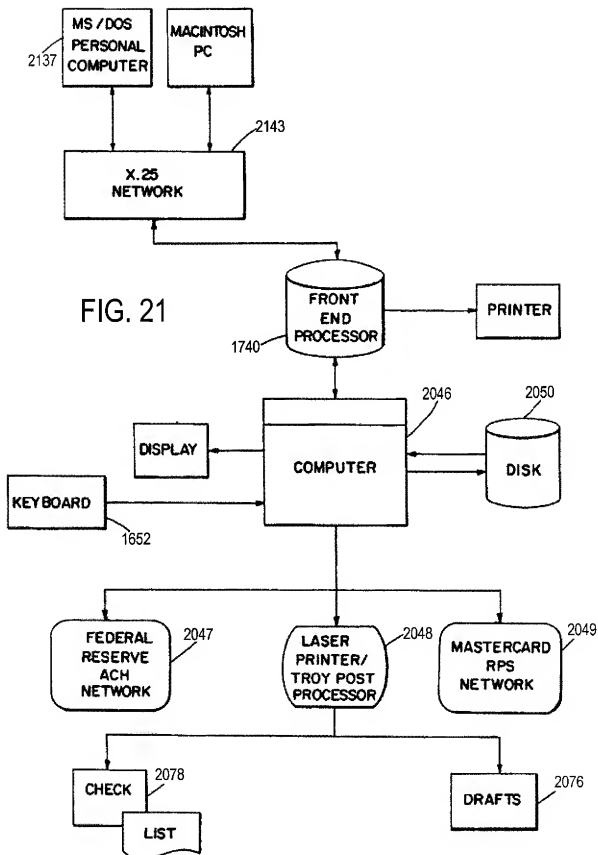 MS/DOS
PERSONAL
COMPUTER
2137
MACINTOSH
PC
2143
X.25
NETWORK
FIG. 21
FRONT
END
PROCESSOR
1740
PRINTER
2046
2050
DISPLAY
COMPUTER
DISK
KEYBOARD
1652
FEDERAL
RESERVE
ACH
NETWORK
2047
LASER
PRINTER/
TROY POST
PROCESSOR
2048
MASTERCARD
RPS
NETWORK
2049
CHECK
2078
LIST
DRAFTS
2076